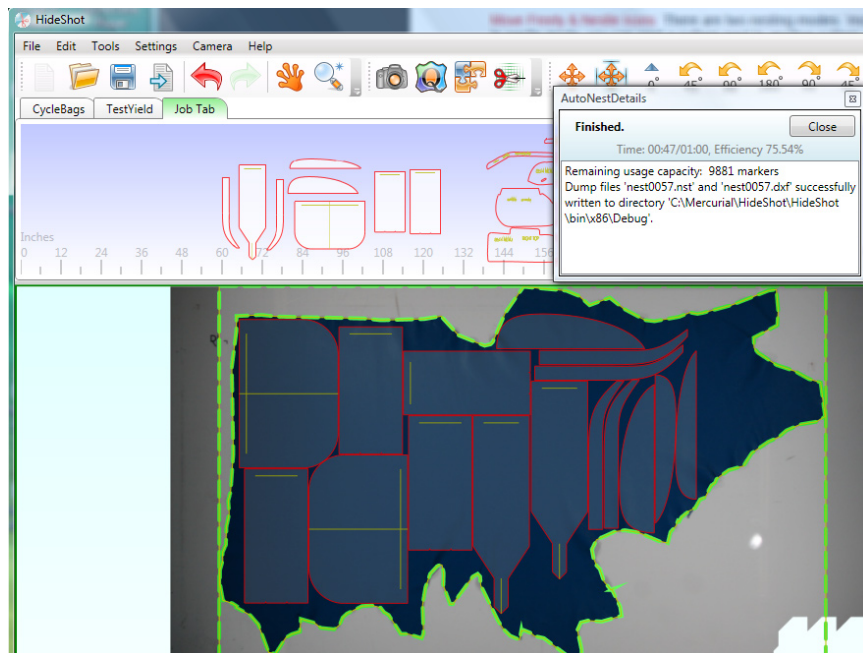 HideShot
File Edit Tools Settings Camera Help
0° 45° 90° 180° 90° 45°
CycleBags TestYield Job Tab
AutoNestDetails
Finished.
Close
Time: 00:47/01:00, Efficiency 75.54%
Remaining usage capacity: 9881 markers
Dump files 'nest0057.nst' and 'nest0057.dxf' successfully
written to directory 'C:\Mercurial\HideShot\HideShot
\bin\x86\Debug'.
Inches
0 12 24 36 48 60 72 84 96 108 120 132 144 156